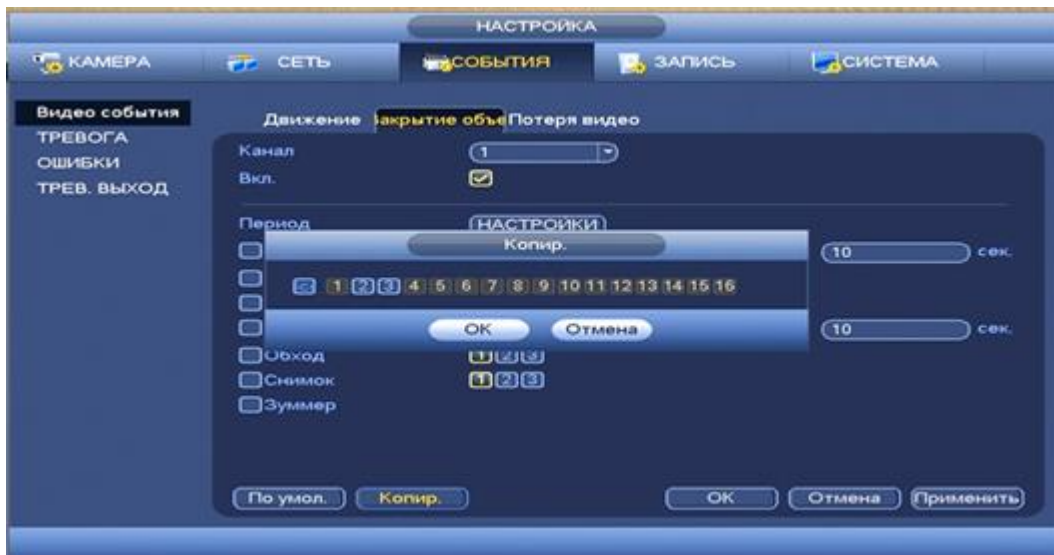 НАСТРОЙКА
КАМЕРА СЕТЬ СОБЫТИЯ ЗАПИСЬ СИСТЕМА
Видео события
ТРЕВОГА
ОШИБКИ
ТРЕВ. ВЫХОД
Движение Закрытие объе Потеря видео
Канал 1
Вкл.
Период НАСТРОЙКИ
Копир.
10 сек.
1 2 3 4 5 6 7 8 9 10 11 12 13 14 15 16
OK Отмена
10 сек.
Обход 1 2 3
Снимок 1 2 3
Зуммер
По умол. Копир. OK Отмена Применить